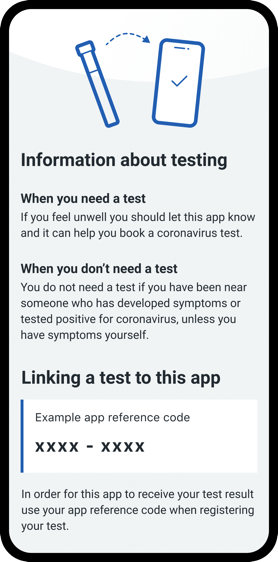 Information about testing
When you need a test
If you feel unwell you should let this app know
and it can help you book a coronavirus test.
When you don't need a test
You do not need a test if you have been near
someone who has developed symptoms or
tested positive for coronavirus, unless you
have symptoms yourself.
Linking a test to this app
Example app reference code
xxxx - xxxx
In order for this app to receive your test result
use your app reference code when registering
your test.